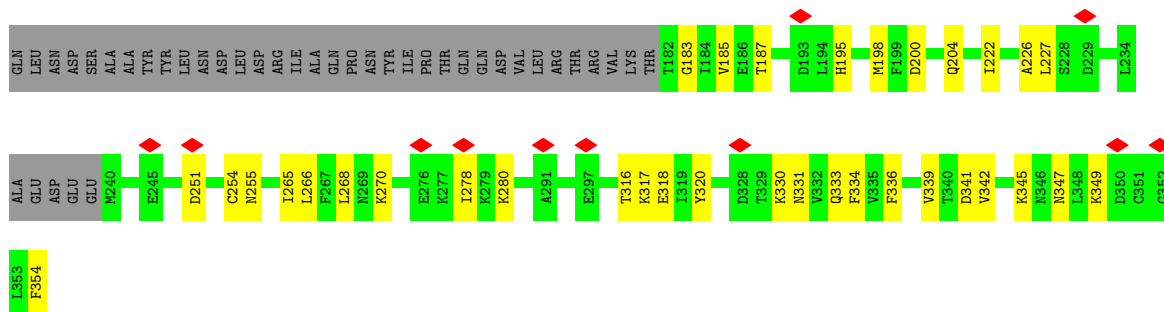 GLN LEU ASN ASP SER ALA ALA TYR TYR LEU ASN ASP LEU ASP ARG ILE ALA GLN PRO ASN TYR ILE PRO THR GLN GLN ASP VAL LEU ARG THR ARG VAL LYS THR T182 G183 I184 V185 E186 T187 D193 L194 H195 M198 F199 D200 Q204 I222 A226 L227 S228 D229 L234
ALA GLU ASP GLU GLU M240 E245 D251 C254 N255 I265 L266 F267 L268 N269 K270 E276 K277 I278 K279 K280 A291 E297 T316 K317 E318 I319 Y320 D328 T329 K330 N331 V332 Q333 F334 V335 F336 V339 T340 D341 V342 K345 N346 N347 L348 K349 D350 C351 G352
L353 F354